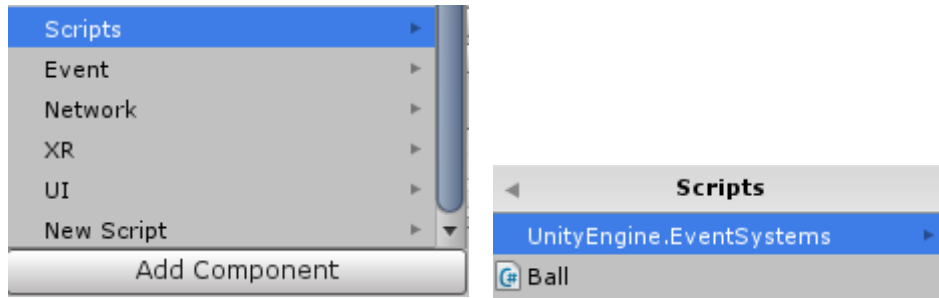 Scripts
Event
Network
XR
UI
New Script
Add Component
Scripts
UnityEngine.EventSystems
C# Ball